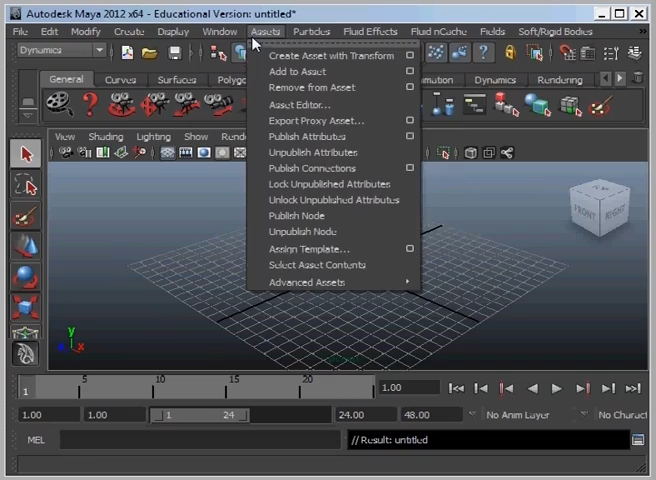 Autodesk Maya 2012 x64 - Educational Version: untitled*
File Edit Modify Create Display Window Assets Particles Fluid Effects Fluid nCache Fields Soft/Rigid Bodies »
Dynamics
General Curves Surfaces Dynamics Rendering
View Shading Lighting Show
Create Asset with Transform
Add to Asset
Remove from Asset
Asset Editor...
Export Proxy Asset...
Publish Attributes
Unpublish Attributes
Publish Connections
Lock Unpublished Attributes
Unlock Unpublished Attributes
Publish Node
Unpublish Node
Assign Template...
Select Asset Contents
Advanced Assets
FRONT RIGHT
y
x
1 5 10 15 20 1.00
1.00 1.00 1 24 24.00 48.00 No Anim Layer No Charact
MEL // Result: untitled